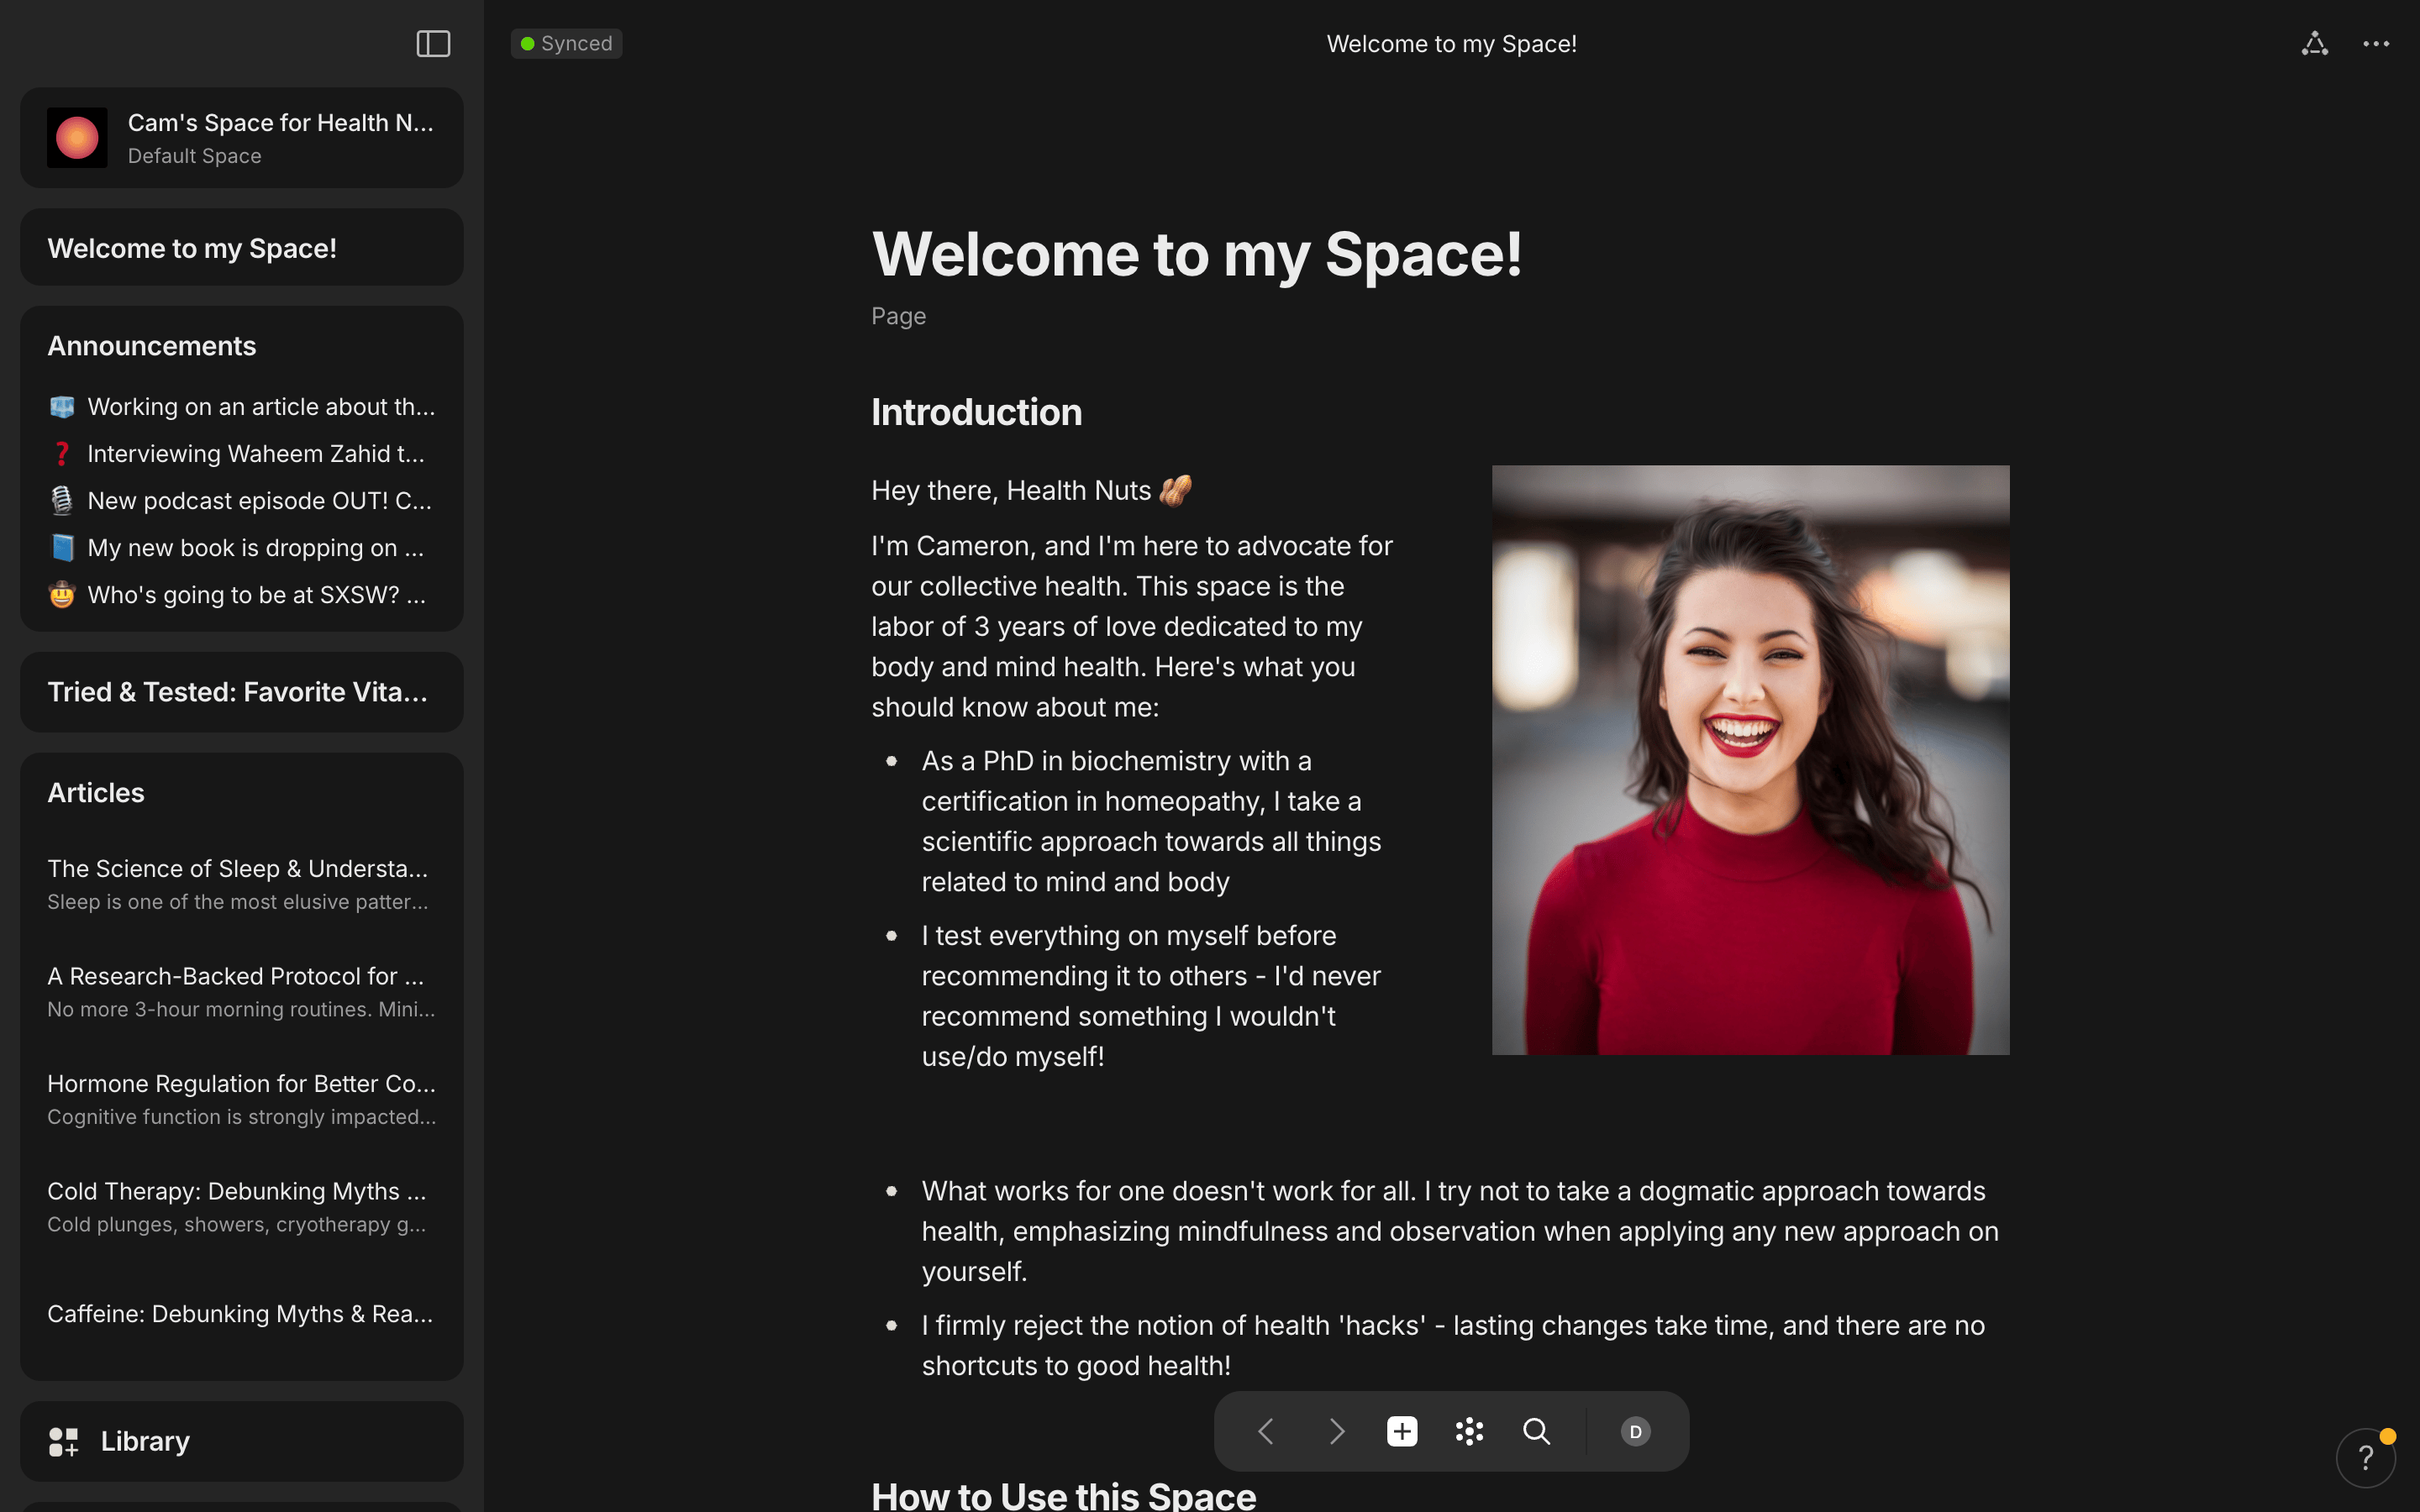 Synced
Welcome to my Space!
Cam's Space for Health N...
Default Space
Welcome to my Space!
Announcements
Working on an article about th...
Interviewing Waheem Zahid t...
New podcast episode OUT! C...
My new book is dropping on ...
Who's going to be at SXSW? ...
Tried & Tested: Favorite Vita...
Articles
The Science of Sleep & Understa...
Sleep is one of the most elusive patter...
A Research-Backed Protocol for ...
No more 3-hour morning routines. Mini...
Hormone Regulation for Better Co...
Cognitive function is strongly impacted...
Cold Therapy: Debunking Myths ...
Cold plunges, showers, cryotherapy g...
Caffeine: Debunking Myths & Rea...
Library
Welcome to my Space!
Page
Introduction
Hey there, Health Nuts 🥜
I'm Cameron, and I'm here to advocate for
our collective health. This space is the
labor of 3 years of love dedicated to my
body and mind health. Here's what you
should know about me:
As a PhD in biochemistry with a
certification in homeopathy, I take a
scientific approach towards all things
related to mind and body
I test everything on myself before
recommending it to others - I'd never
recommend something I wouldn't
use/do myself!
What works for one doesn't work for all. I try not to take a dogmatic approach towards
health, emphasizing mindfulness and observation when applying any new approach on
yourself.
I firmly reject the notion of health 'hacks' - lasting changes take time, and there are no
shortcuts to good health!
D
?
How to Use this Space